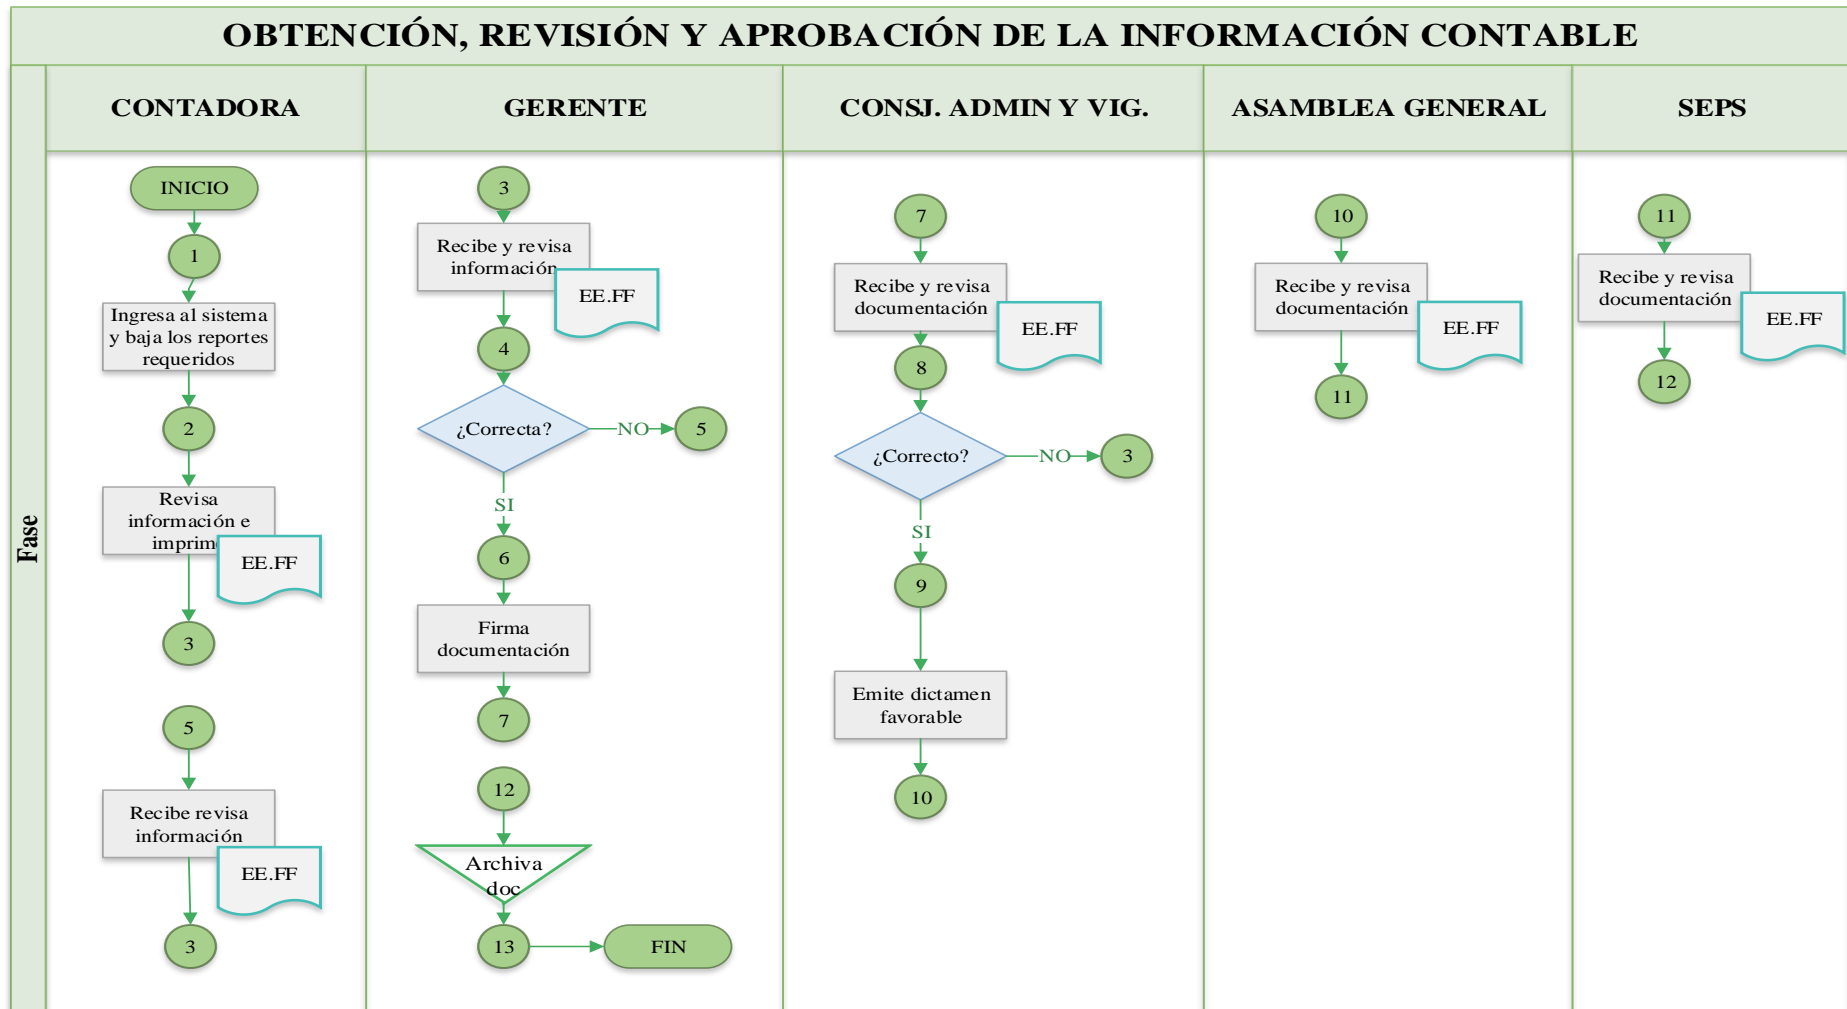 OBTENCIÓN, REVISIÓN Y APROBACIÓN DE LA INFORMACIÓN CONTABLE
Fase
CONTADORA
INICIO
1
Ingresa al sistema
y baja los reportes
requeridos
2
Revisa
información e
imprim
EE.FF
3
5
Recibe revisa
información
EE.FF
3
GERENTE
3
Recibe y revisa
información
EE.FF
4
¿Correcta?
NO
5
SI
6
Firma
documentación
7
12
Archiva
doc
13
FIN
CONSJ. ADMIN Y VIG.
7
Recibe y revisa
documentación
EE.FF
8
¿Correcto?
NO
3
SI
9
Emite dictamen
favorable
10
ASAMBLEA GENERAL
10
Recibe y revisa
documentación
EE.FF
11
SEPS
11
Recibe y revisa
documentación
EE.FF
12